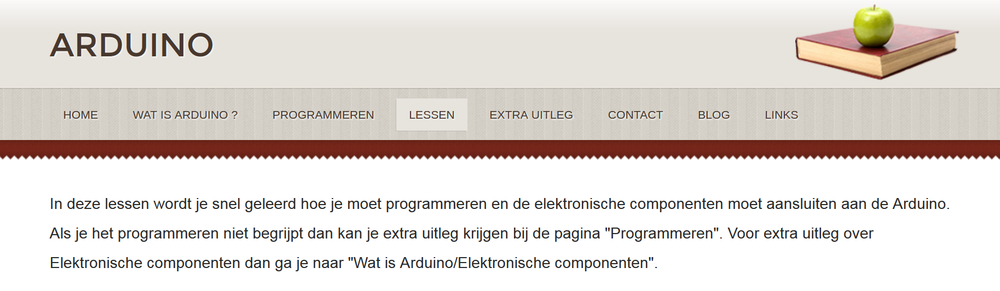 ARDUINO
HOME WAT IS ARDUINO ? PROGRAMMEREN LESSEN EXTRA UITLEG CONTACT BLOG LINKS
In deze lessen wordt je snel geleerd hoe je moet programmeren en de elektronische componenten moet aansluiten aan de Arduino.
Als je het programmeren niet begrijpt dan kan je extra uitleg krijgen bij de pagina "Programmeren". Voor extra uitleg over
Elektronische componenten dan ga je naar "Wat is Arduino/Elektronische componenten".